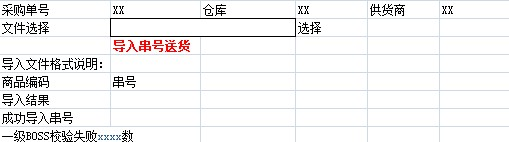 采购单号 XX 仓库 XX 供货商 XX
文件选择 选择
导入串号送货
导入文件格式说明:
商品编码 串号
导入结果
成功导入串号
一级BOSS校验失败xxxx数